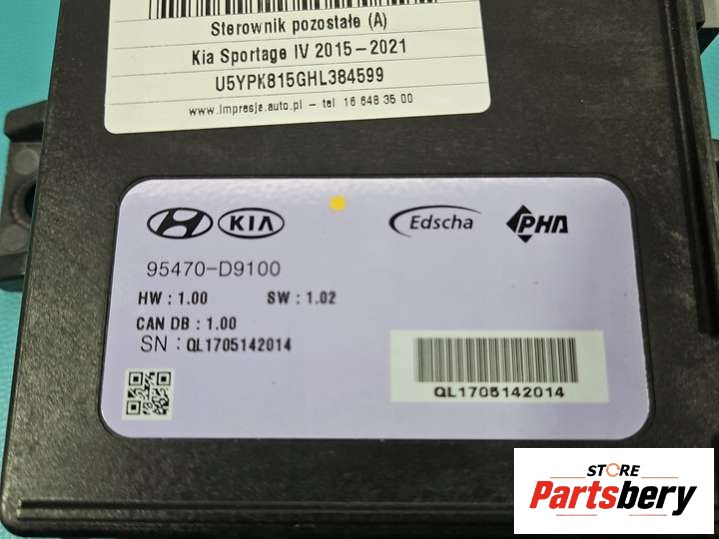 Sterownik pozostałe (A)
Kia Sportage IV 2015-2021
U5YPK815GHL384599
www.impresje.auto.pl - tel 16 648 35 00
KIA Edscha PHA
95470-D9100
HW : 1.00 SW : 1.02
CAN DB : 1.00
SN : QL1705142014
QL1705142014
STORE
Partsbery